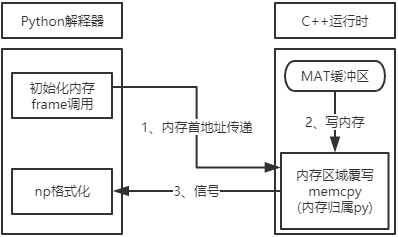 Python解释器
C++运行时
初始化内存
frame调用
MAT缓冲区
1、内存首地址传递
2、写内存
内存区域覆写
memcpy
(内存归属py)
np格式化
3、信号